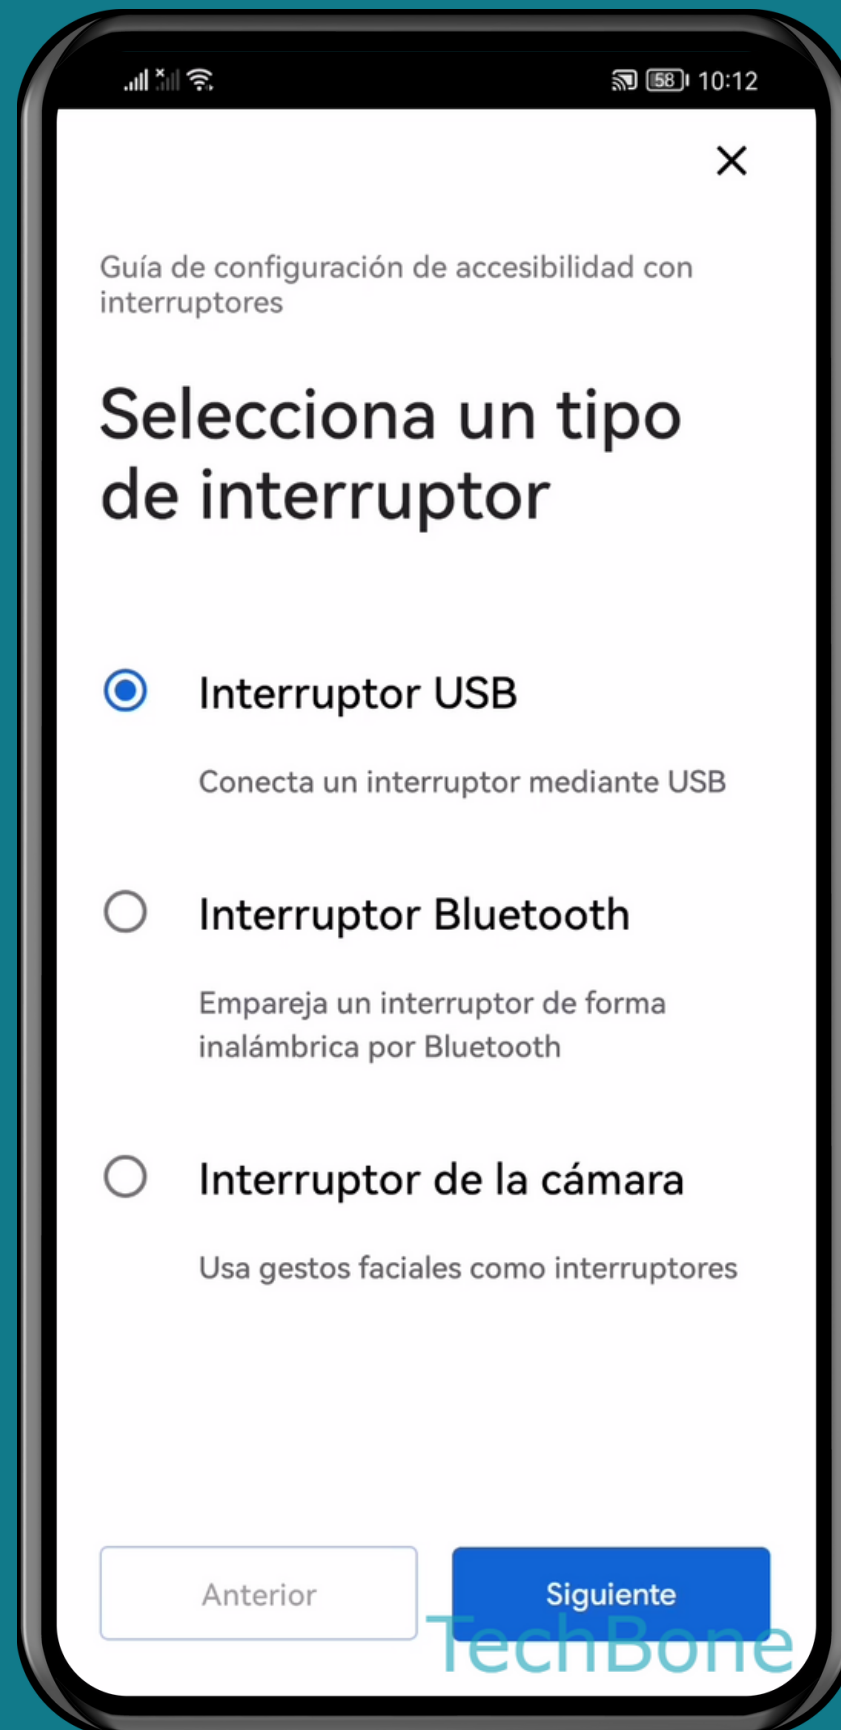 58 10:12
Guía de configuración de accesibilidad con
interruptores
Selecciona un tipo
de interruptor
Interruptor USB
Conecta un interruptor mediante USB
Interruptor Bluetooth
Empareja un interruptor de forma
inalámbrica por Bluetooth
Interruptor de la cámara
Usa gestos faciales como interruptores
Anterior Siguiente
TechBone